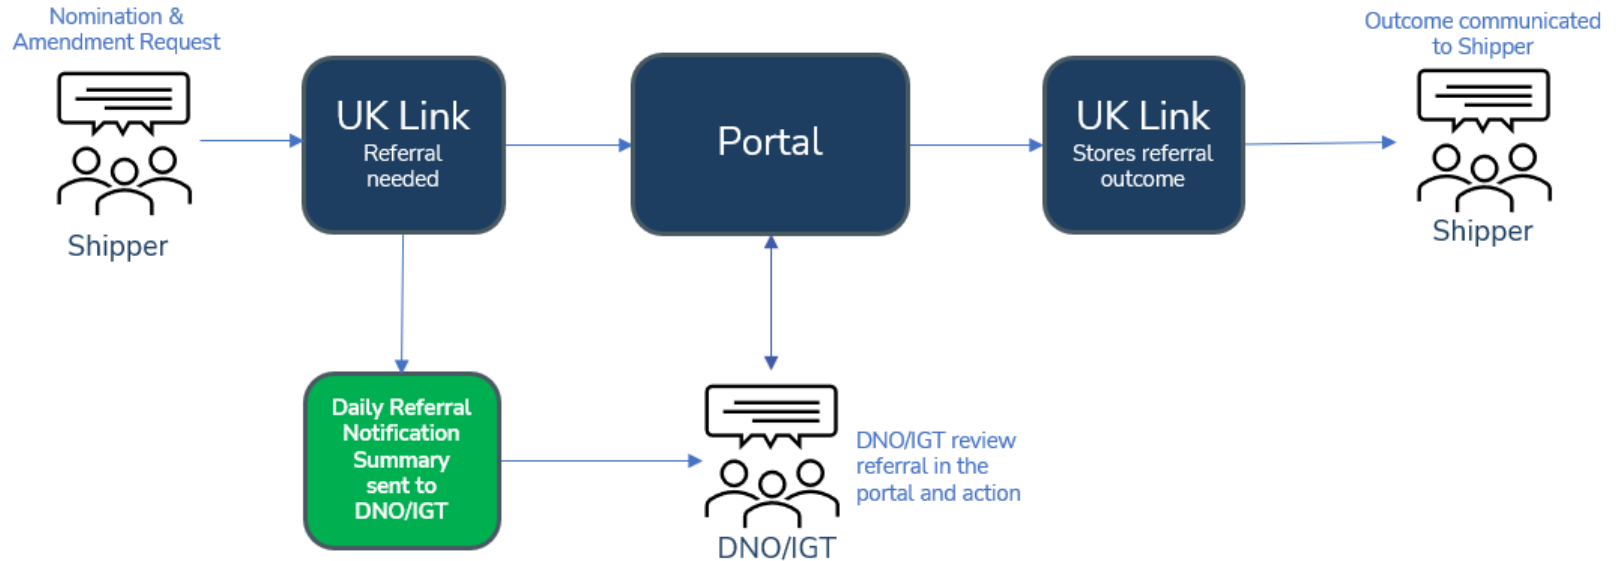 Nomination &
Amendment Request
Shipper
UK Link
Referral
needed
Portal
UK Link
Stores referral
outcome
Outcome communicated
to Shipper
Shipper
Daily Referral
Notification
Summary
sent to
DNO/IGT
DNO/IGT review
referral in the
portal and action
DNO/IGT